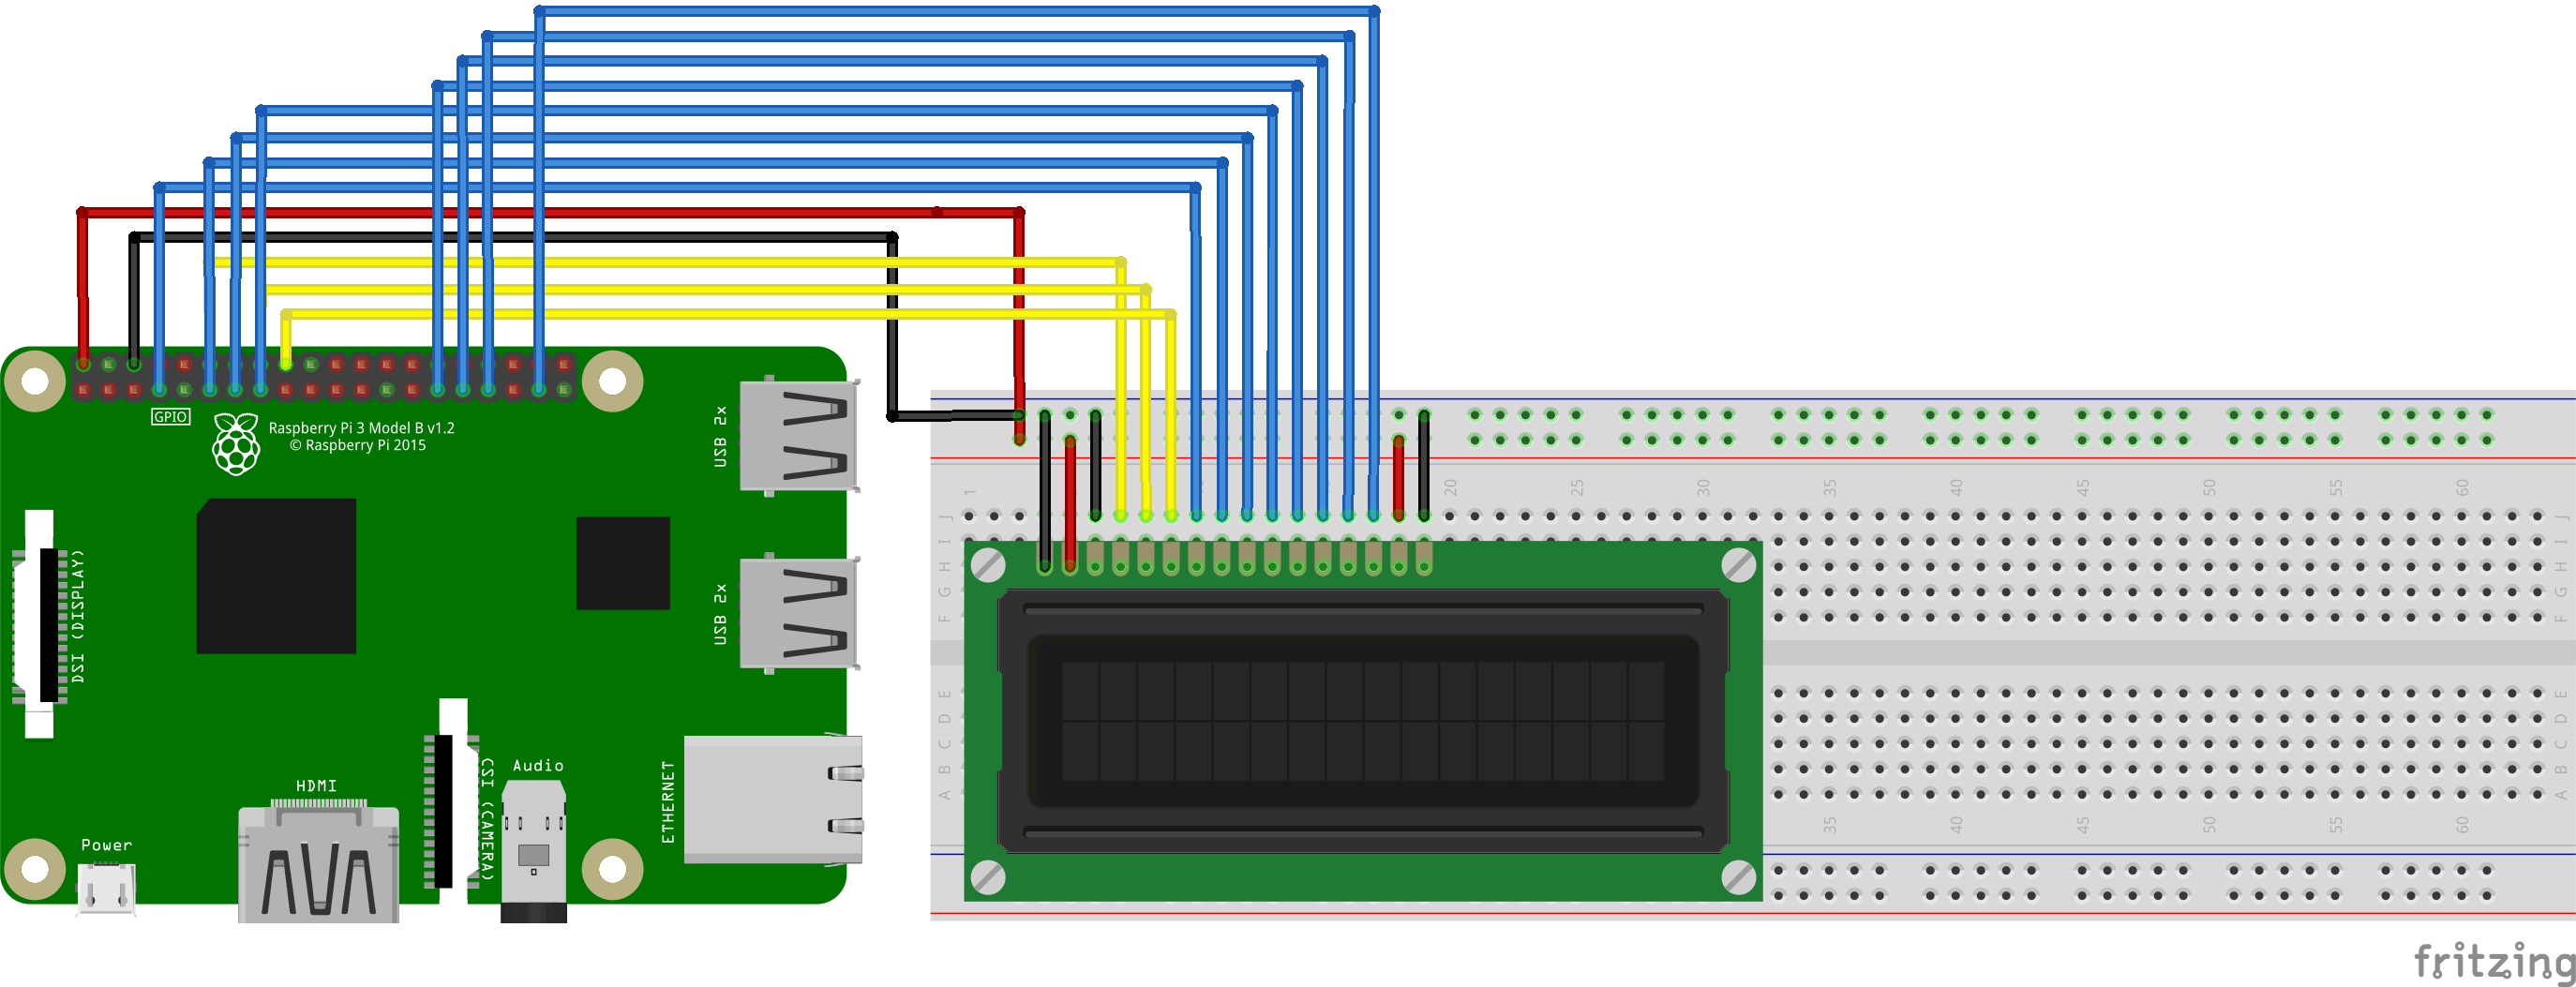 GPIO
Raspberry Pi 3 Model B v1.2
© Raspberry Pi 2015
USB 2x
USB 2x
DSI (DISPLAY)
CSI (CAMERA)
Audio
HDMI
ETHERNET
Power
1 20 25 30 35 40 45 50 55 60
J J
I I
H H
G G
F F
E E
D D
C C
B B
A A
35 40 45 50 55 60
fritzing